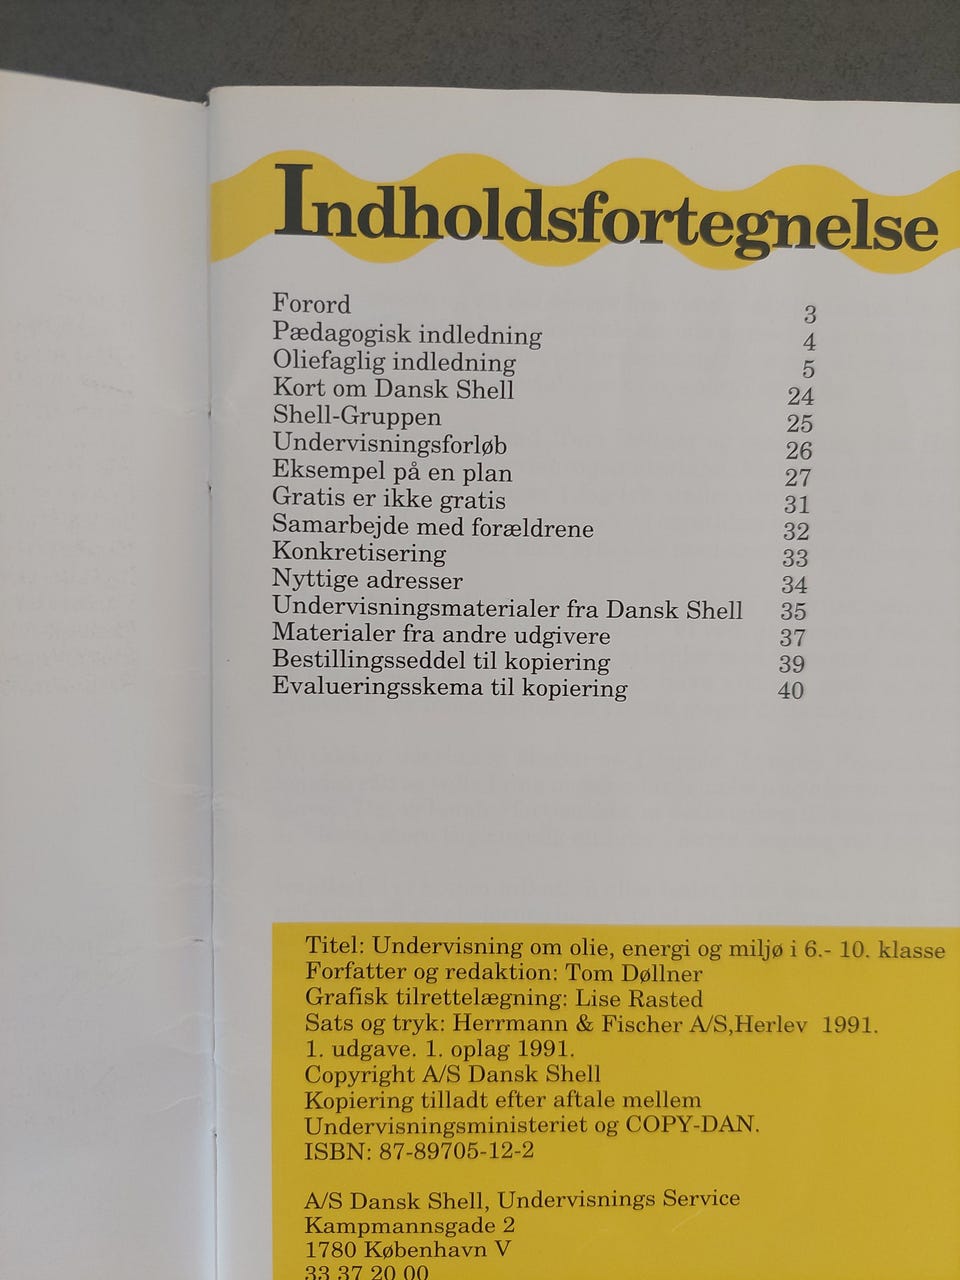 Indholdsfortegnelse
Forord 3
Pædagogisk indledning 4
Oliefaglig indledning 5
Kort om Dansk Shell 24
Shell-Gruppen 25
Undervisningsforløb 26
Eksempel på en plan 27
Gratis er ikke gratis 31
Samarbejde med forældrene 32
Konkretisering 33
Nyttige adresser 34
Undervisningsmaterialer fra Dansk Shell 35
Materialer fra andre udgivere 37
Bestillingsseddel til kopiering 39
Evalueringsskema til kopiering 40
Titel: Undervisning om olie, energi og miljø i 6.- 10. klasse
Forfatter og redaktion: Tom Døllner
Grafisk tilrettelægning: Lise Rasted
Sats og tryk: Herrmann & Fischer A/S,Herlev 1991.
1. udgave. 1. oplag 1991.
Copyright A/S Dansk Shell
Kopiering tilladt efter aftale mellem
Undervisningsministeriet og COPY-DAN.
ISBN: 87-89705-12-2
A/S Dansk Shell, Undervisnings Service
Kampmannsgade 2
1780 København V
33 37 20 00